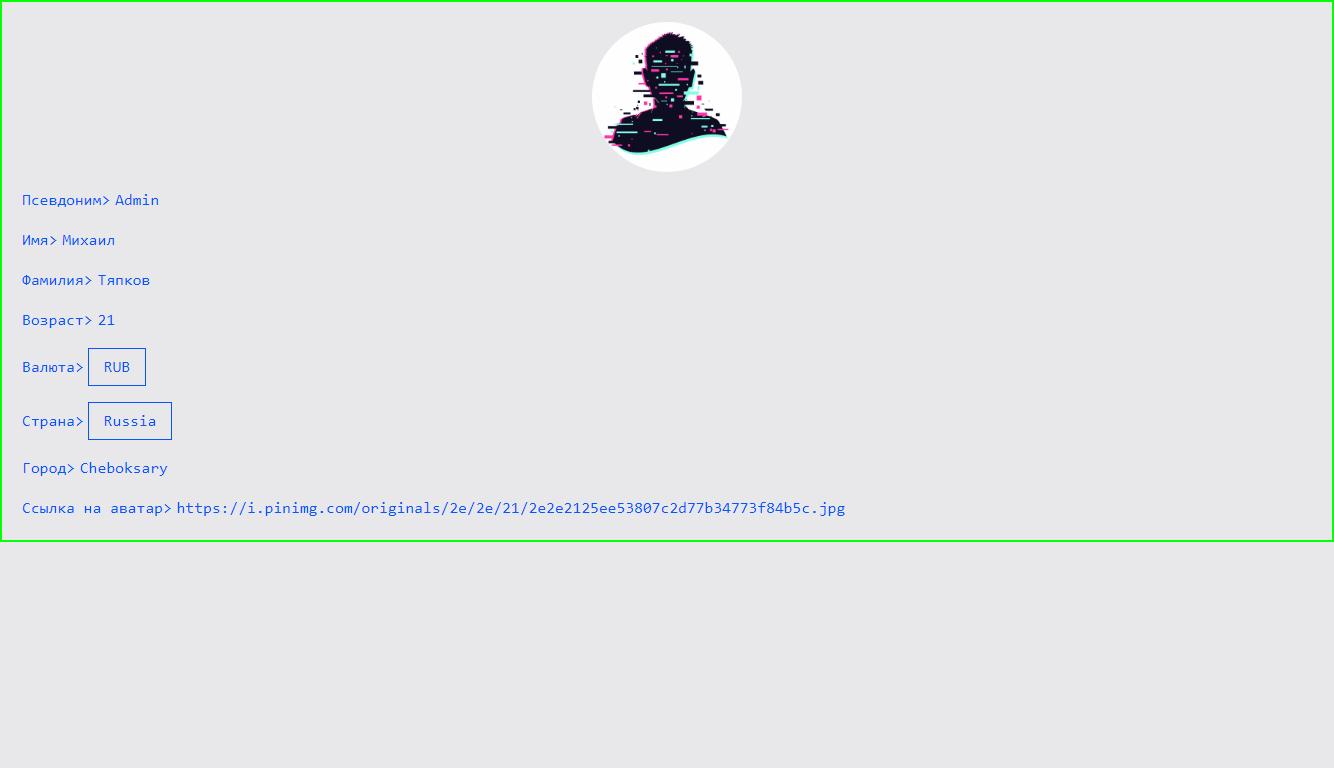 Псевдоним> Admin
Имя> Михаил
Фамилия> Тяпков
Возраст> 21
Валюта> RUB
Страна> Russia
Город> Cheboksary
Ссылка на аватар> https://i.pinimg.com/originals/2e/2e/21/2e2e2125ee53807c2d77b34773f84b5c.jpg